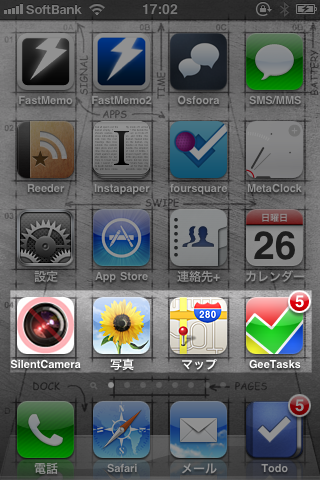 SoftBank 17:02
SIGNAL
TIME
BATTERY
FastMemo FastMemo2 Osfoora SMS/MMS
APPS
I
Reeder Instapaper foursquare MetaClock
SWIPE
日曜日
26
設定 App Store 連絡先+ カレンダー
280
5
SilentCamera 写真 マップ GeeTasks
DOCK PAGES
5
電話 Safari メール Todo